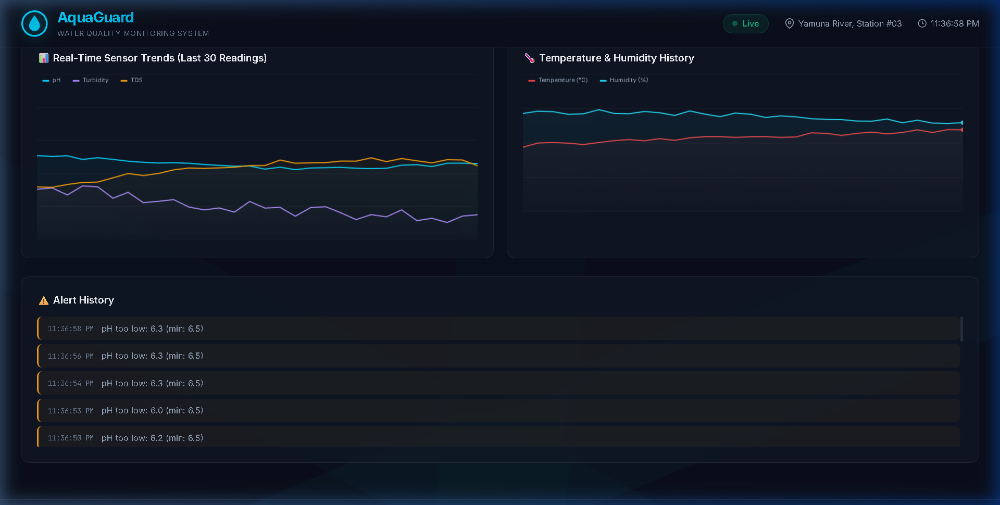 AquaGuard
WATER QUALITY MONITORING SYSTEM
Live
Yamuna River, Station #03
11:36:58 PM
Real-Time Sensor Trends (Last 30 Readings)
pH
Turbidity
TDS
Temperature & Humidity History
Temperature (°C)
Humidity (%)
Alert History
11:36:58 PM pH too low: 6.3 (min: 6.5)
11:36:56 PM pH too low: 6.3 (min: 6.5)
11:36:54 PM pH too low: 6.3 (min: 6.5)
11:36:53 PM pH too low: 6.0 (min: 6.5)
11:36:50 PM pH too low: 6.2 (min: 6.5)